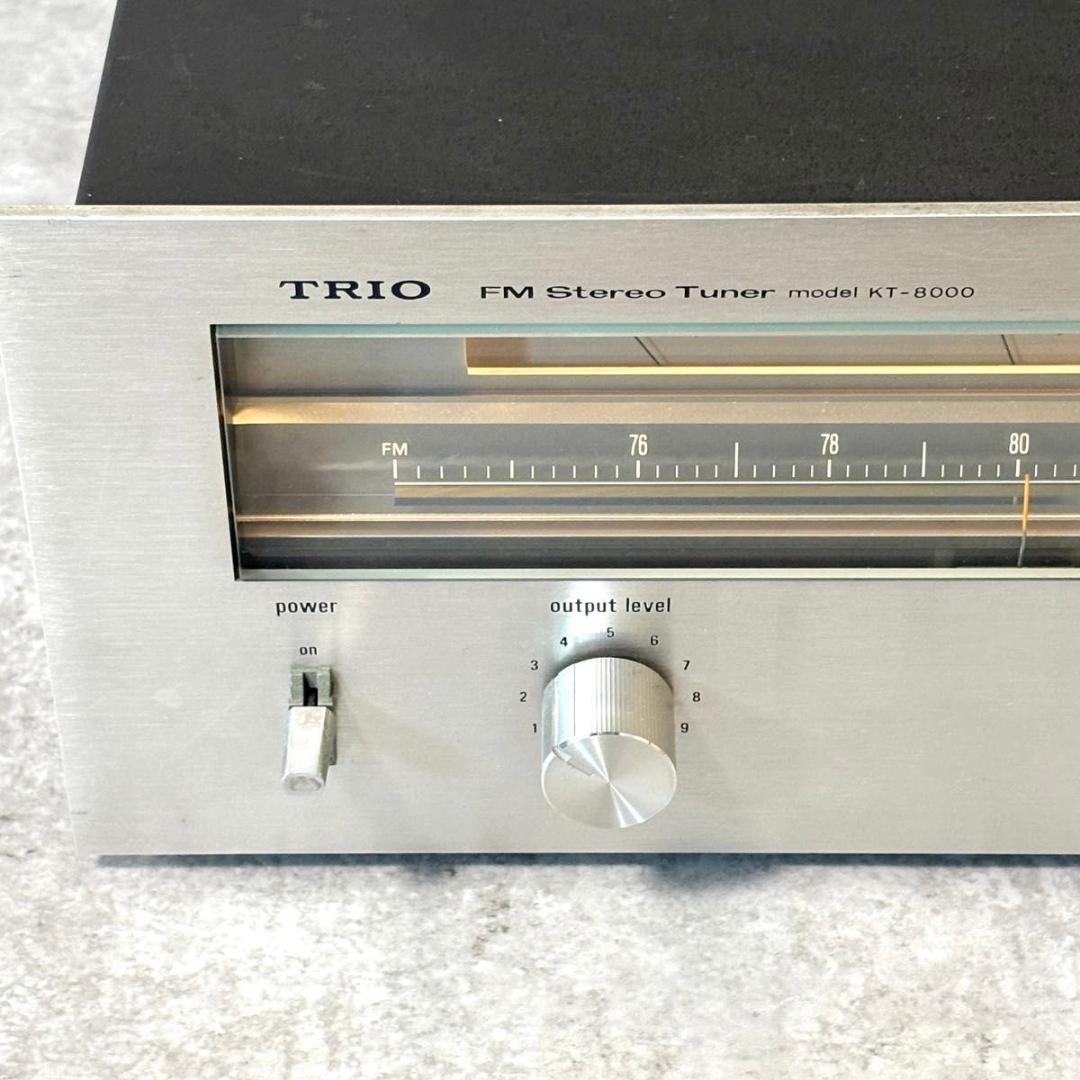 TRIO FM Stereo Tuner model KT-8000
FM 76 78 80
power output level
on
1 2 3 4 5 6 7 8 9